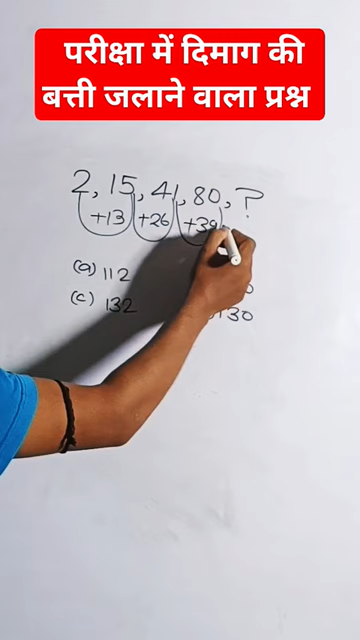 परीक्षा में दिमाग की
बत्ती जलाने वाला प्रश्न
2, 15, 41, 80, ?
+13 +26 +39
(a) 112
(c) 132
130